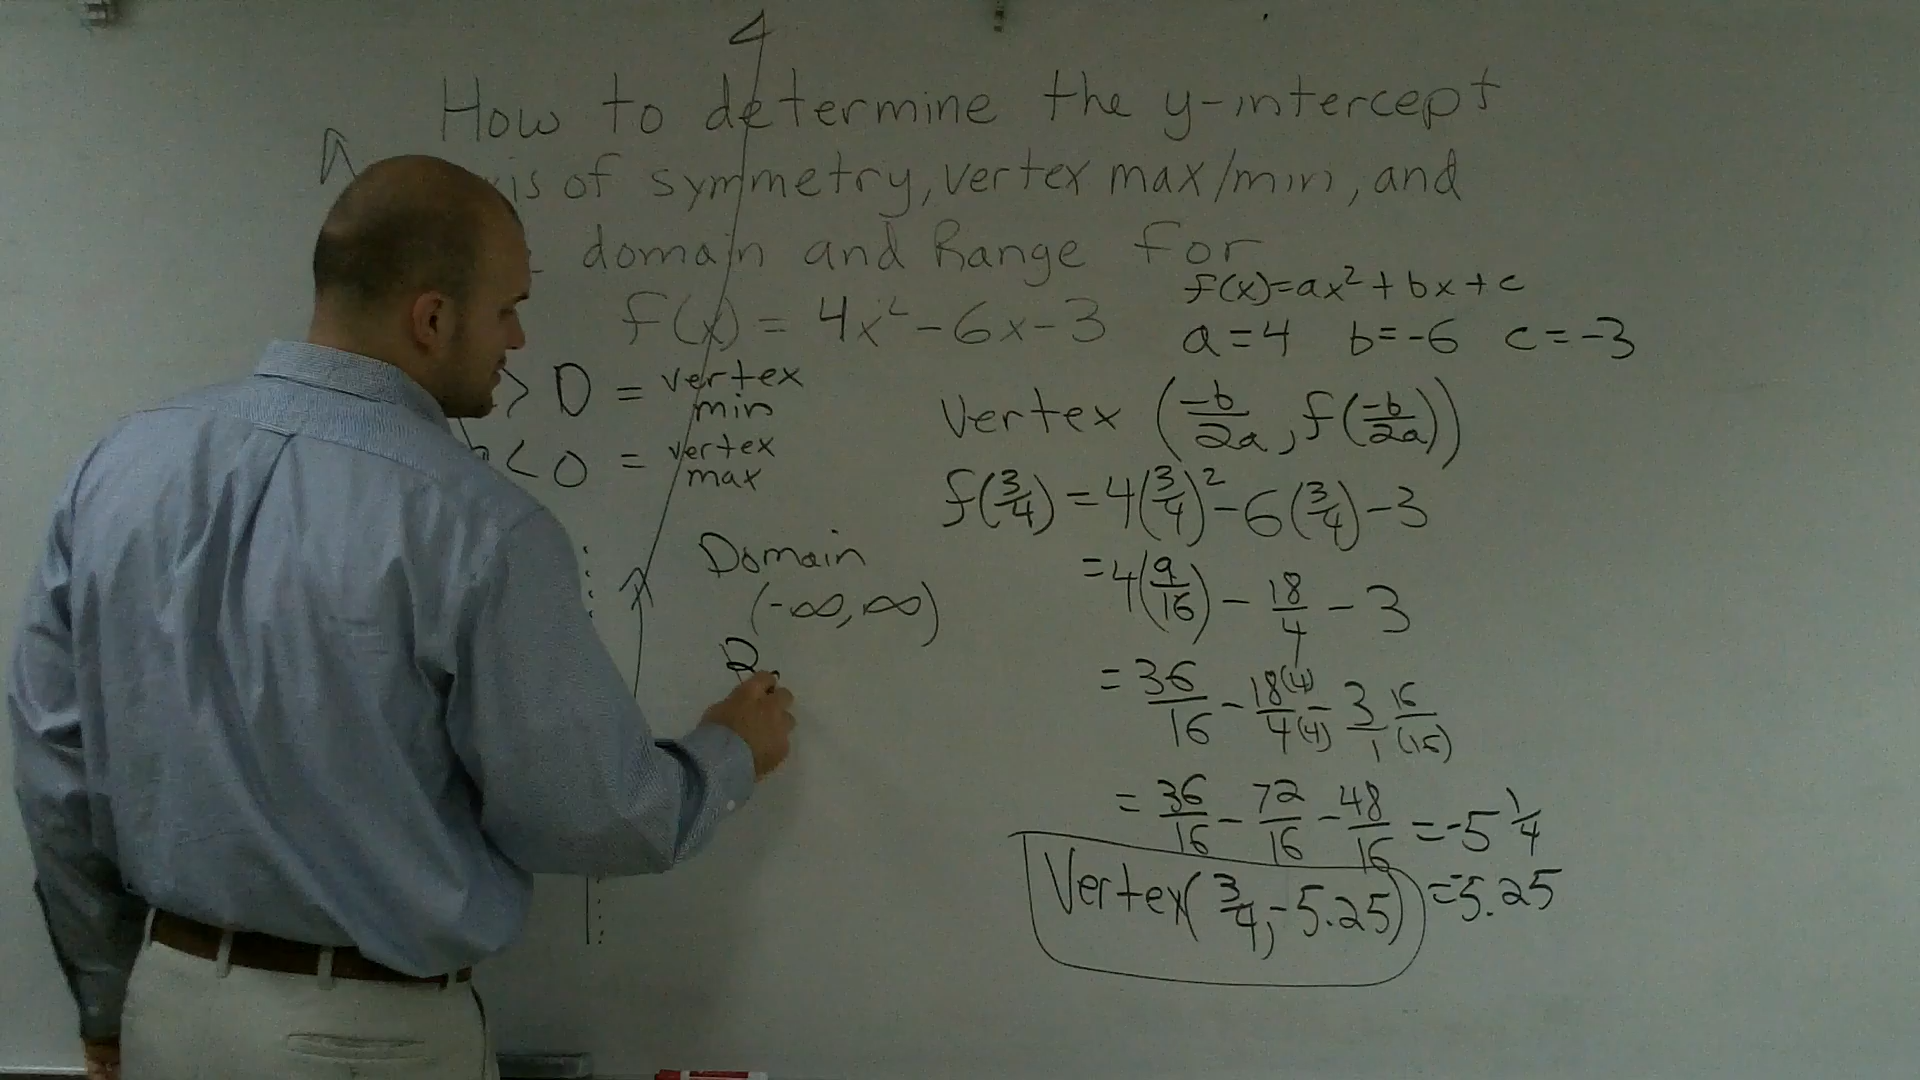 How to determine the y-intercept
of symmetry, vertex max/min, and
domain and Range for
f(x) = 4x² - 6x - 3
f(x) = ax² + bx + c
a = 4 b = -6 c = -3
> 0 = vertex min
< 0 = vertex max
Domain
(-∞, ∞)
R
Vertex (-b/2a, f(-b/2a))
f(3/4) = 4(3/4)² - 6(3/4) - 3
= 4(9/16) - 18/4 - 3
= 36/16 - 18(4)/4(4) - 3/1 16/(16)
= 36/16 - 72/16 - 48/16 = -5 1/4
Vertex(3/4, -5.25) = -5.25